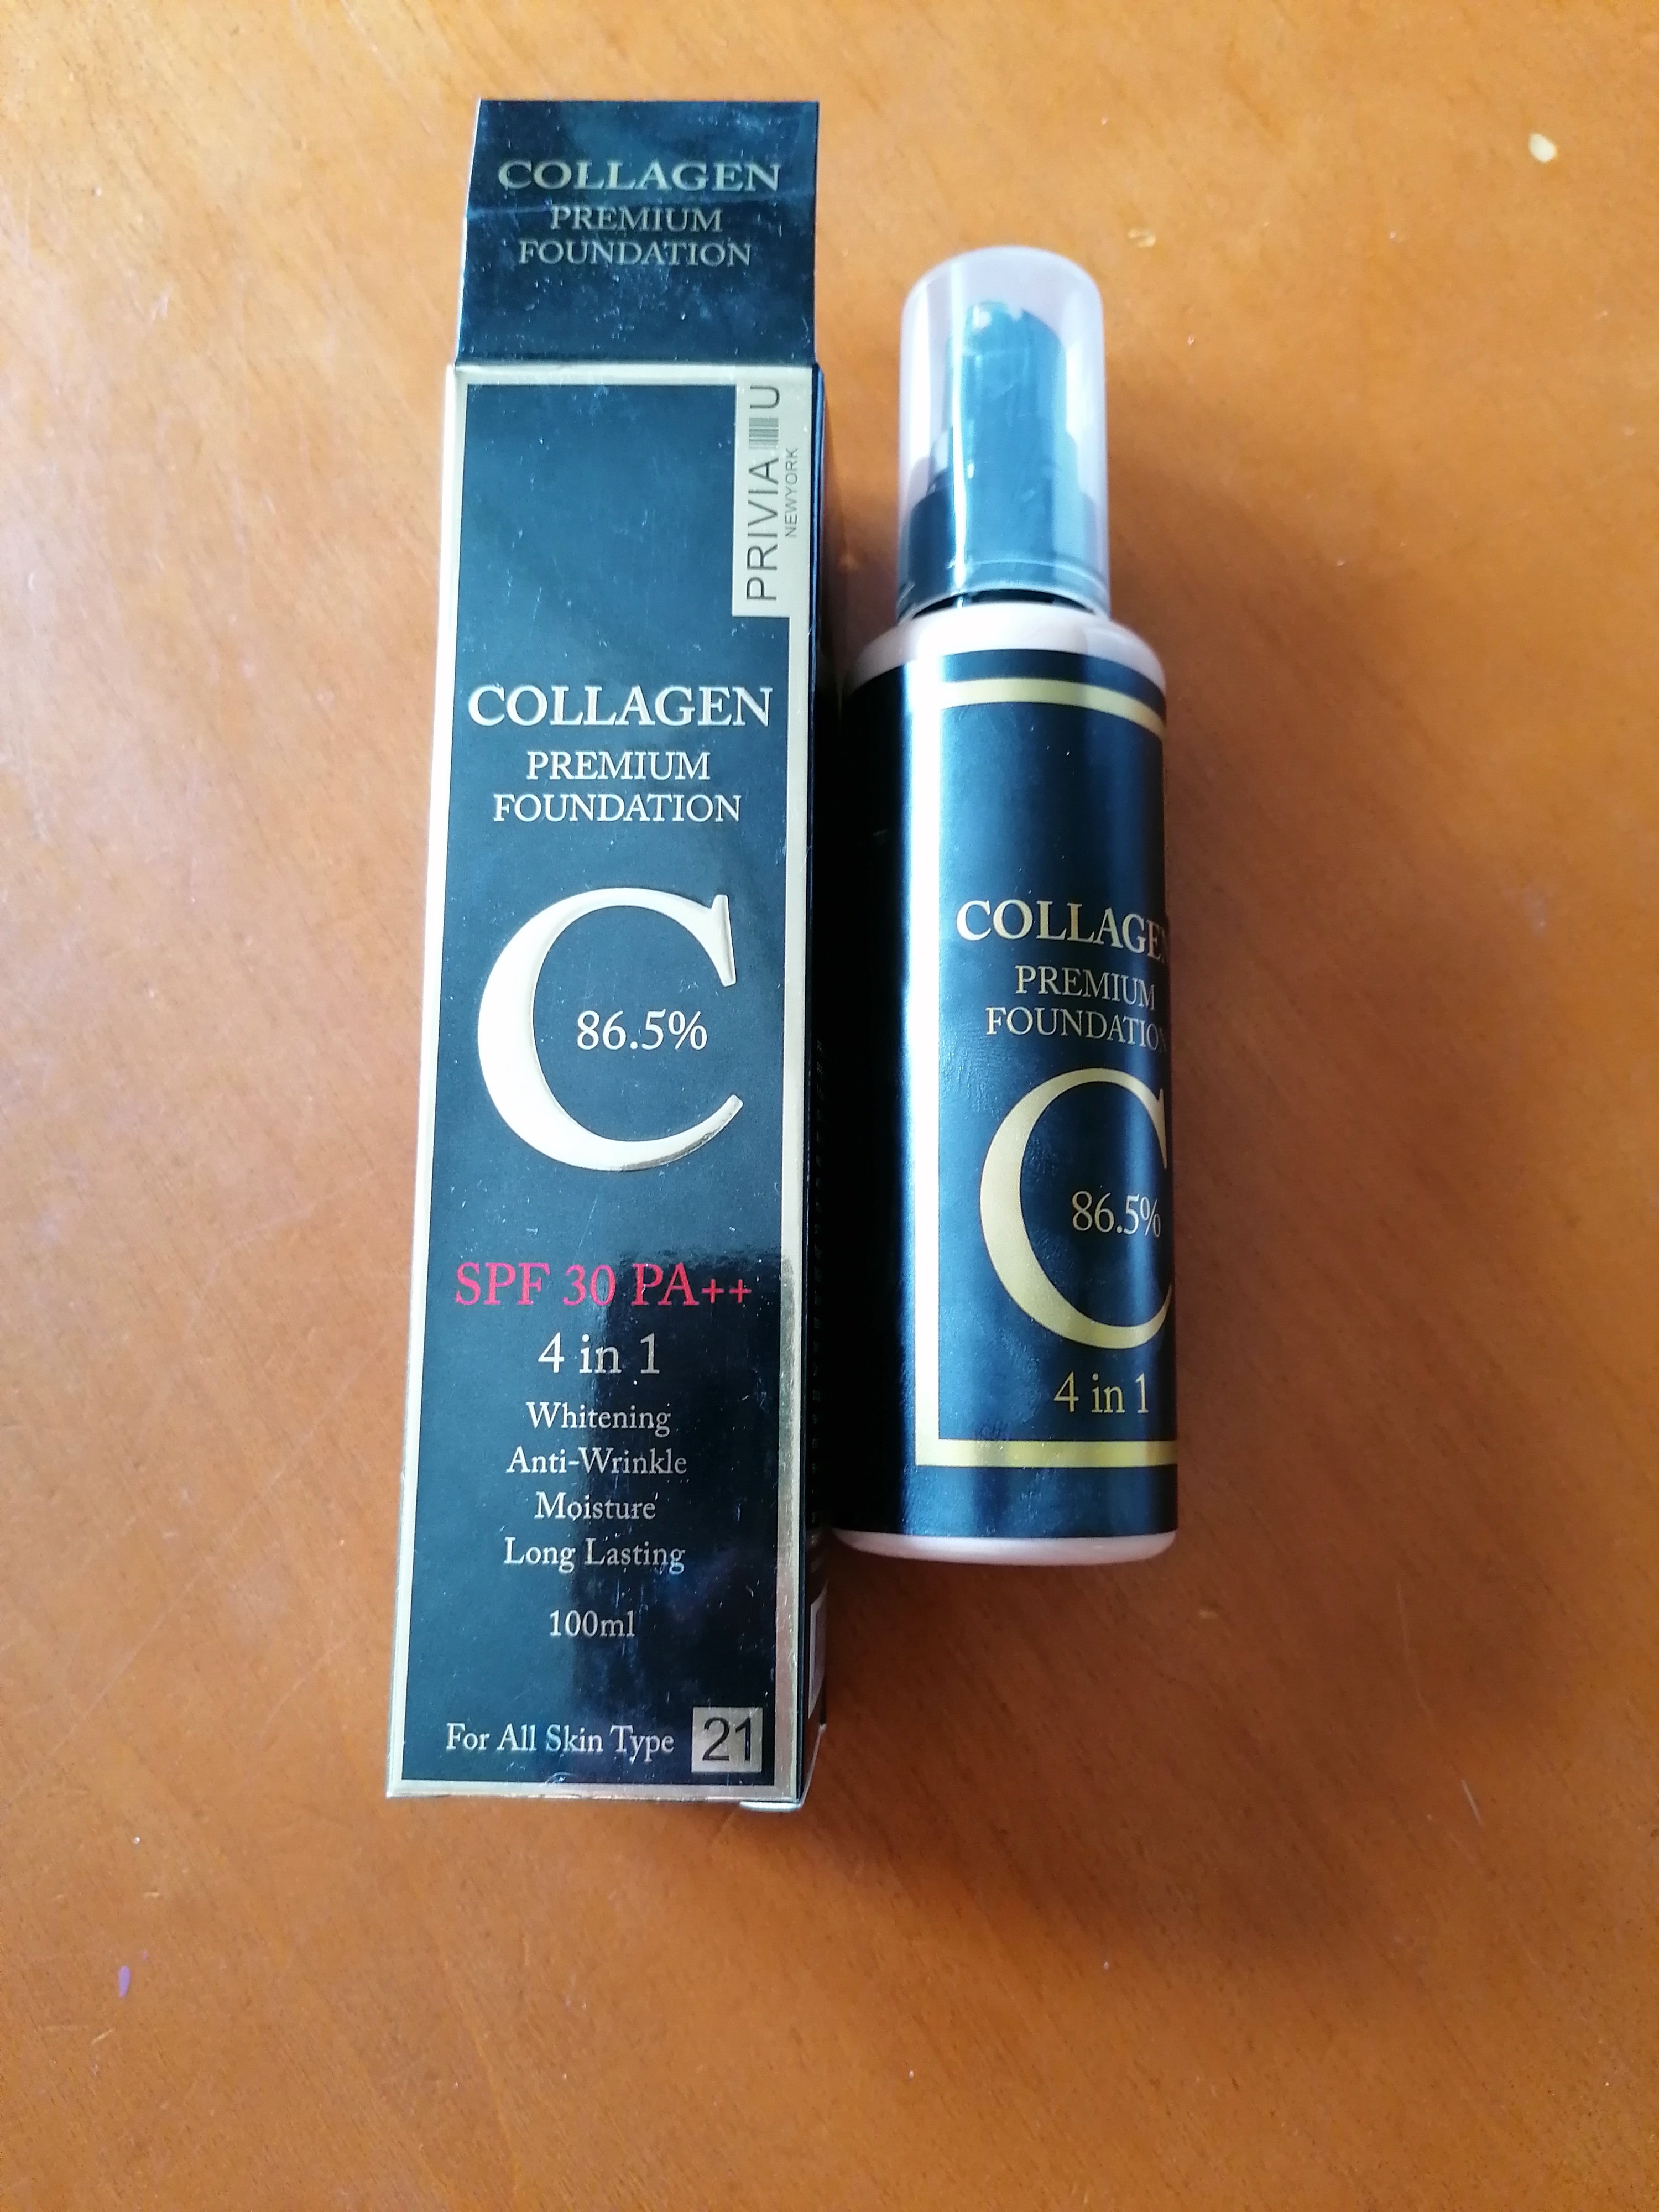 COLLAGEN
PREMIUM
FOUNDATION
PRIVIA U
NEWYORK
COLLAGEN
PREMIUM
FOUNDATION
C
86.5%
SPF 30 PA++
4 in 1
Whitening
Anti-Wrinkle
Moisture
Long Lasting
100ml
For All Skin Type 21
COLLAGEN
PREMIUM
FOUNDATION
C
86.5%
4 in 1